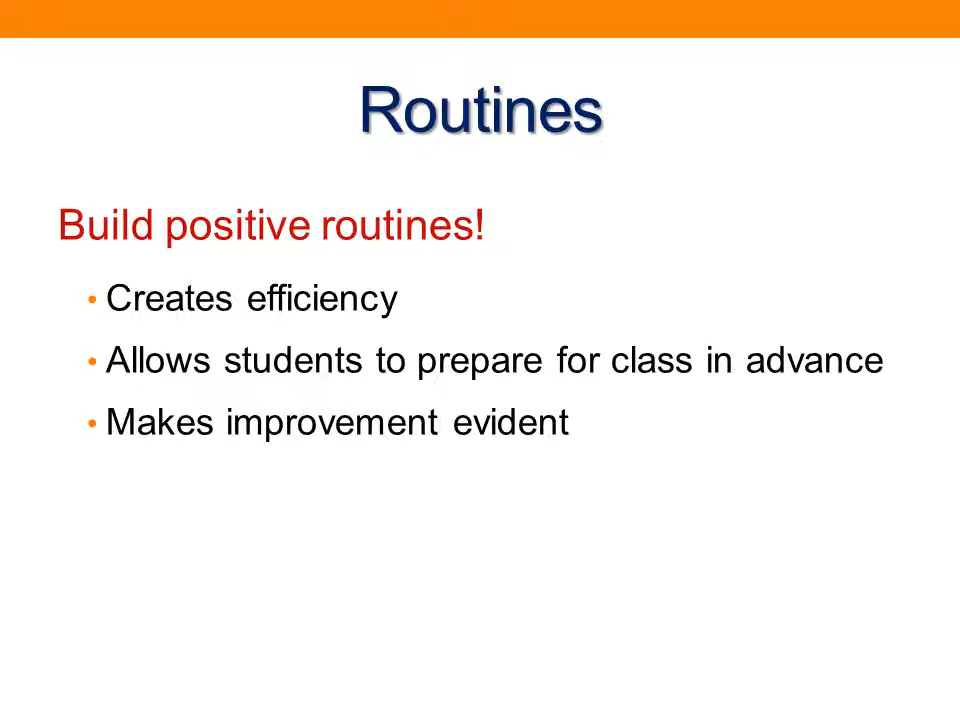 Routines
Build positive routines!
• Creates efficiency
• Allows students to prepare for class in advance
• Makes improvement evident